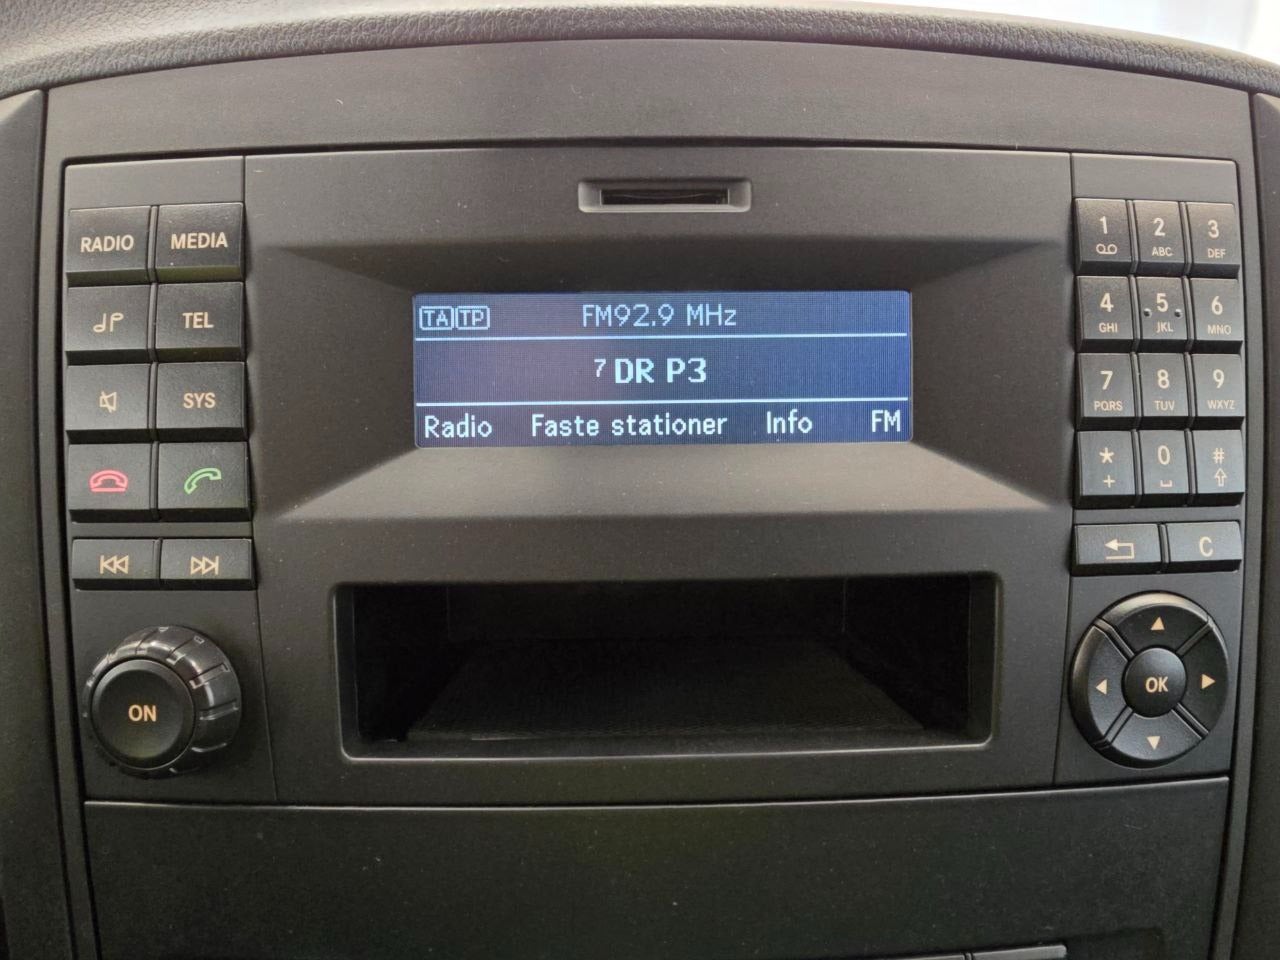 RADIO MEDIA
TEL
SYS
ON
TA TP FM92.9 MHz
7 DR P3
Radio Faste stationer Info FM
1 2 3
ABC DEF
4 5 6
GHI JKL MNO
7 8 9
PQRS TUV WXYZ
* 0 #
+
C
OK